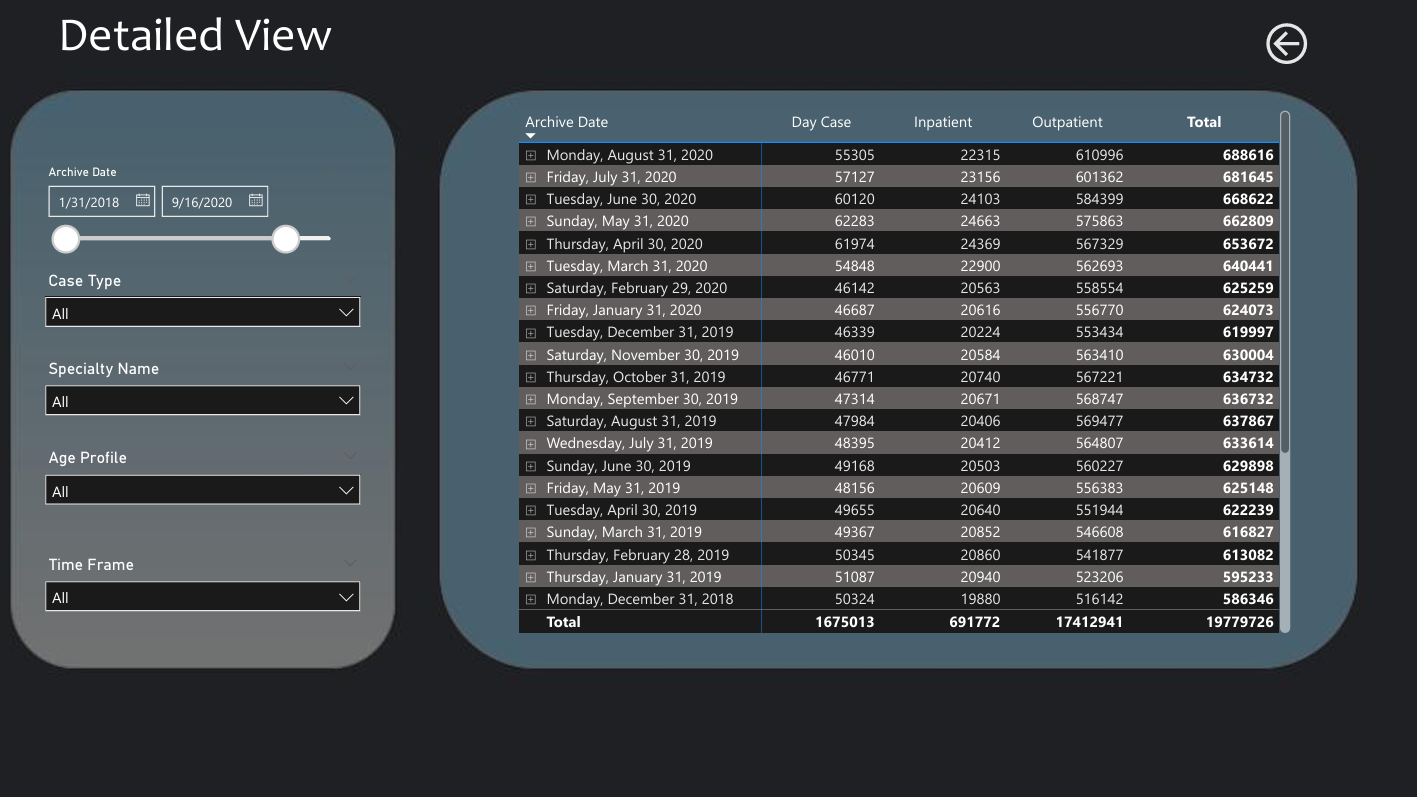 Detailed View
Archive Date
1/31/2018 9/16/2020
Case Type
All
Specialty Name
All
Age Profile
All
Time Frame
All
Archive Date Day Case Inpatient Outpatient Total
Monday, August 31, 2020 55305 22315 610996 688616
Friday, July 31, 2020 57127 23156 601362 681645
Tuesday, June 30, 2020 60120 24103 584399 668622
Sunday, May 31, 2020 62283 24663 575863 662809
Thursday, April 30, 2020 61974 24369 567329 653672
Tuesday, March 31, 2020 54848 22900 562693 640441
Saturday, February 29, 2020 46142 20563 558554 625259
Friday, January 31, 2020 46687 20616 556770 624073
Tuesday, December 31, 2019 46339 20224 553434 619997
Saturday, November 30, 2019 46010 20584 563410 630004
Thursday, October 31, 2019 46771 20740 567221 634732
Monday, September 30, 2019 47314 20671 568747 636732
Saturday, August 31, 2019 47984 20406 569477 637867
Wednesday, July 31, 2019 48395 20412 564807 633614
Sunday, June 30, 2019 49168 20503 560227 629898
Friday, May 31, 2019 48156 20609 556383 625148
Tuesday, April 30, 2019 49655 20640 551944 622239
Sunday, March 31, 2019 49367 20852 546608 616827
Thursday, February 28, 2019 50345 20860 541877 613082
Thursday, January 31, 2019 51087 20940 523206 595233
Monday, December 31, 2018 50324 19880 516142 586346
Total 1675013 691772 17412941 19779726